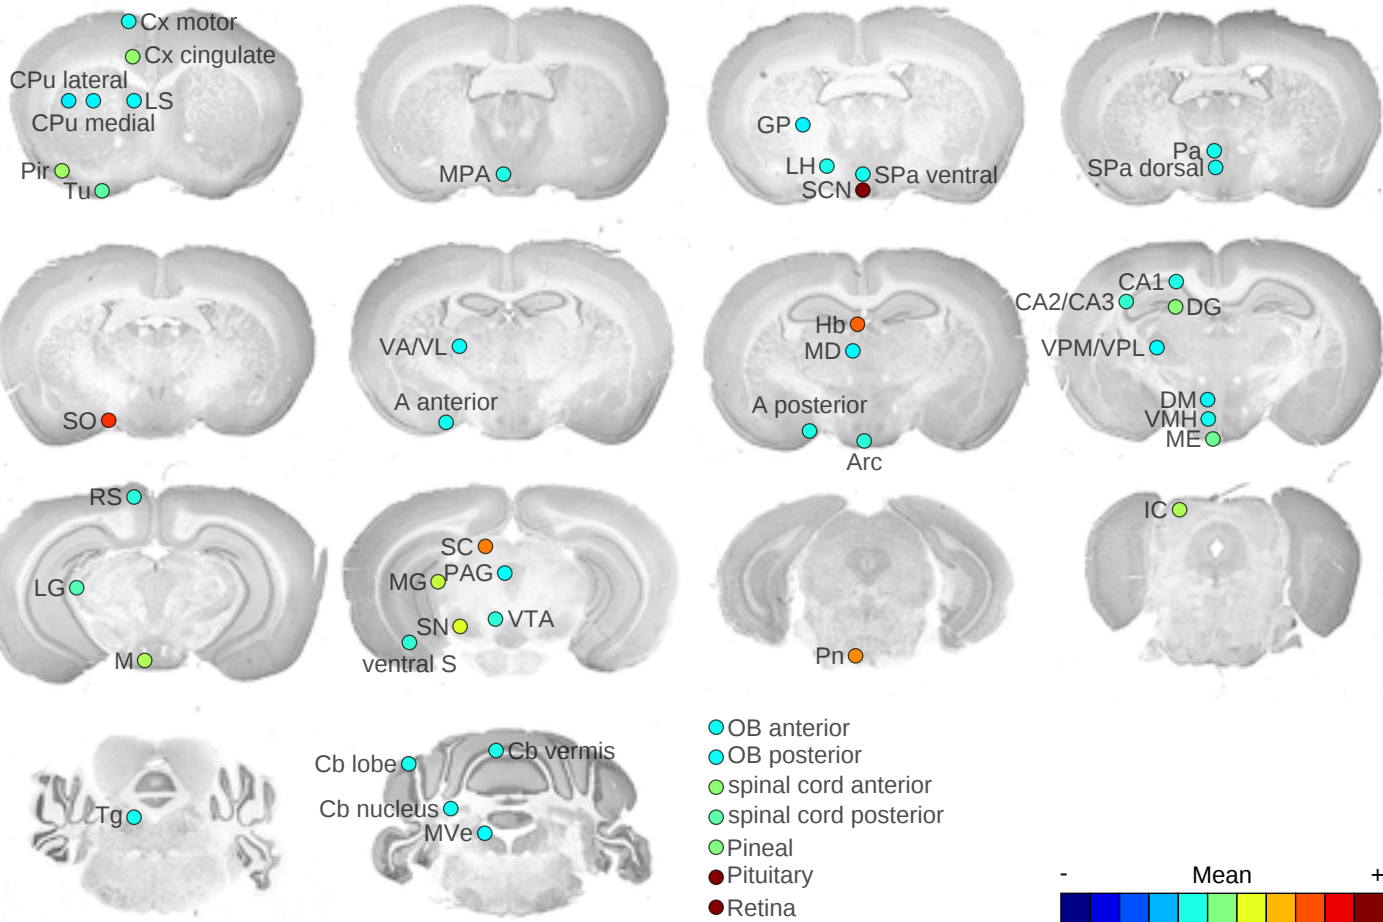 Cx motor
Cx cingulate
CPu lateral
LS
CPu medial
Pir
Tu
MPA
GP
LH
SPa ventral
SCN
Pa
SPa dorsal
SO
VA/VL
A anterior
Hb
MD
A posterior
Arc
CA1
CA2/CA3
DG
VPM/VPL
DM
VMH
ME
RS
LG
M
SC
PAG
MG
SN
VTA
ventral S
Pn
IC
Tg
Cb vermis
Cb lobe
Cb nucleus
MVe
OB anterior
OB posterior
spinal cord anterior
spinal cord posterior
Pineal
Pituitary
Retina
- Mean +